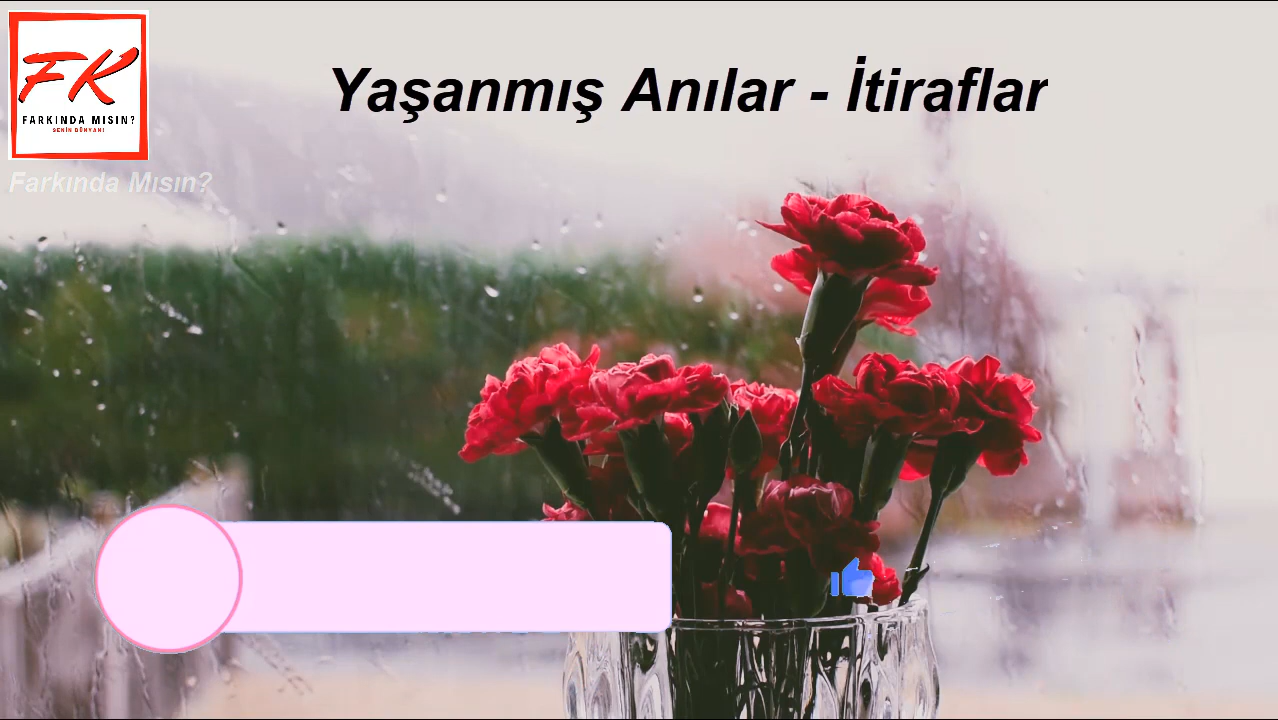 Yaşanmış Anılar - İtiraflar
FK
FARKINDA MISIN?
SENİN DÜNYANI
Farkında Mısın?